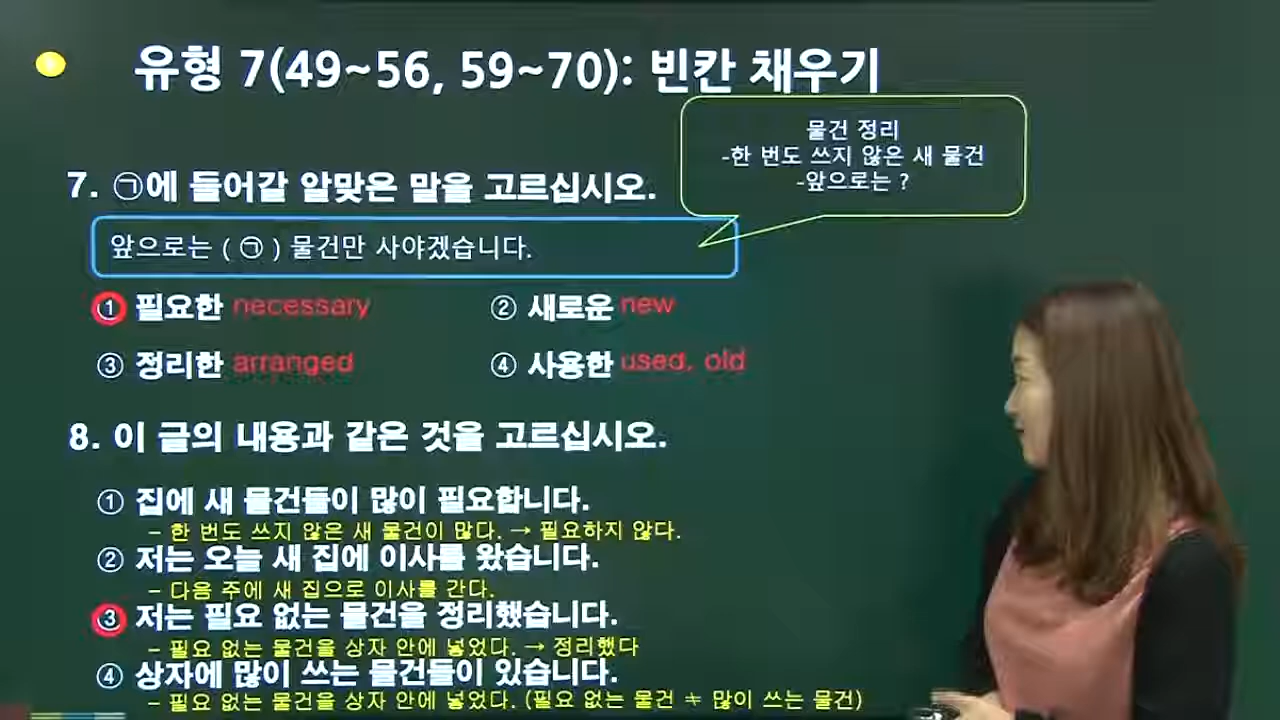 유형 7(49~56, 59~70): 빈칸 채우기
물건 정리
-한 번도 쓰지 않은 새 물건
-앞으로는 ?
7. ㉠에 들어갈 알맞은 말을 고르십시오.
앞으로는 ( ㉠ ) 물건만 사야겠습니다.
① 필요한 necessary ② 새로운 new
③ 정리한 arranged ④ 사용한 used, old
8. 이 글의 내용과 같은 것을 고르십시오.
① 집에 새 물건들이 많이 필요합니다.
- 한 번도 쓰지 않은 새 물건이 많다. → 필요하지 않다.
② 저는 오늘 새 집에 이사를 왔습니다.
- 다음 주에 새 집으로 이사를 간다.
③ 저는 필요 없는 물건을 정리했습니다.
- 필요 없는 물건을 상자 안에 넣었다. → 정리했다
④ 상자에 많이 쓰는 물건들이 있습니다.
- 필요 없는 물건을 상자 안에 넣었다. (필요 없는 물건 ≠ 많이 쓰는 물건)